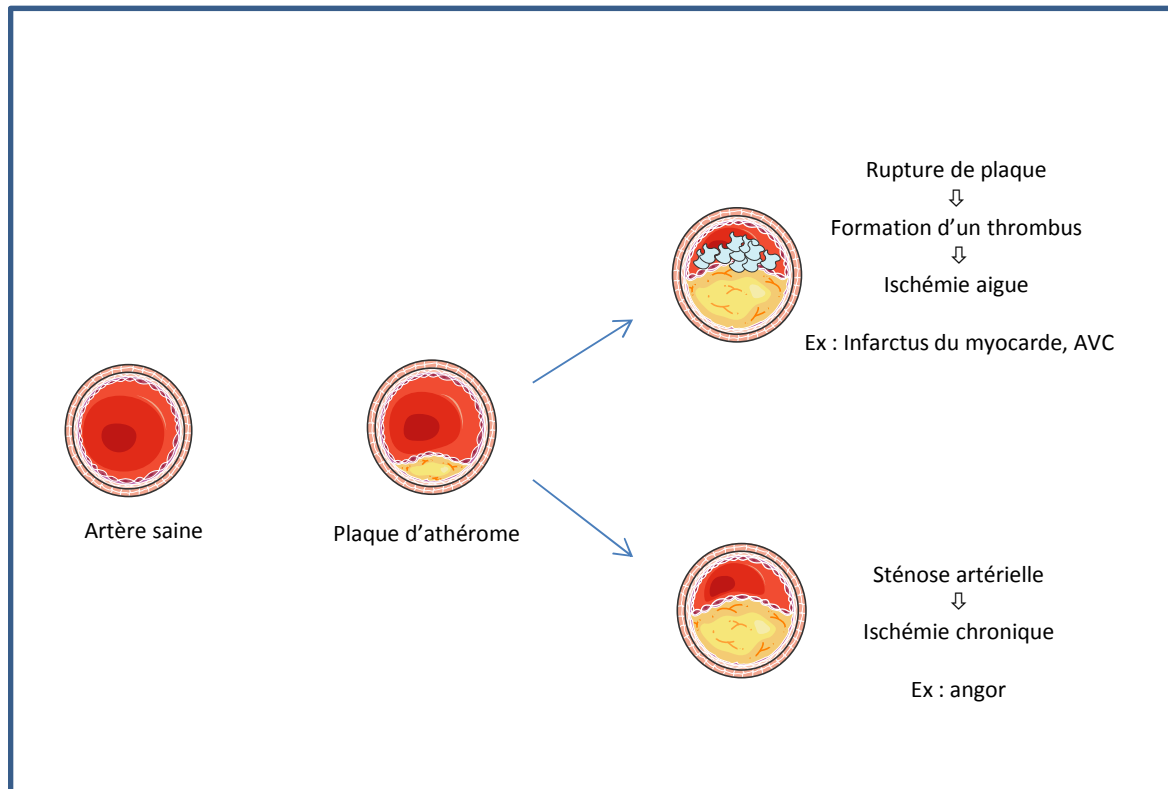 Artère saine
Plaque d'athérome
Rupture de plaque
⇩
Formation d'un thrombus
⇩
Ischémie aigue
Ex : Infarctus du myocarde, AVC
Sténose artérielle
⇩
Ischémie chronique
Ex : angor